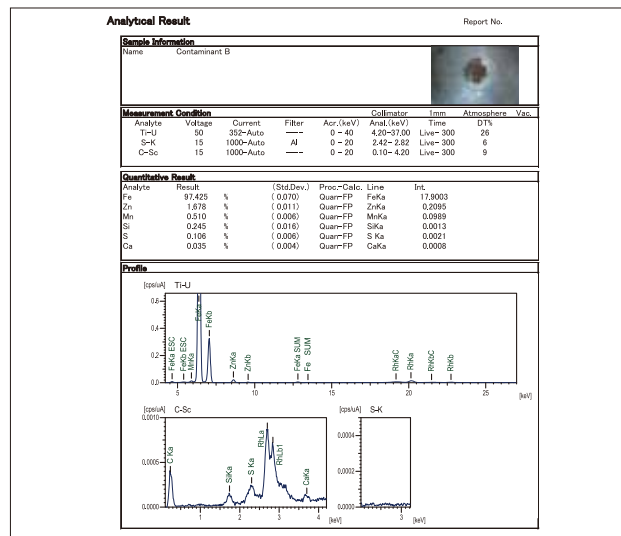 Analytical Result Report No.
Sample Information
Name Contaminant B
Measurement Condition Collimator 1mm Atmosphere Vac.
Analyte Voltage Current Filter Acr.(keV) Anal.(keV) Time DT%
Ti-U 50 352-Auto ---- 0 - 40 4.20-37.00 Live- 300 26
S-K 15 1000-Auto Al 0 - 20 2.42- 2.82 Live- 300 6
C-Sc 15 1000-Auto ---- 0 - 20 0.10- 4.20 Live- 300 9
Quantitative Result
Analyte Result (Std.Dev.) Proc.-Calc. Line Int.
Fe 97.425 % ( 0.070) Quan-FP FeKa 17.9003
Zn 1.678 % ( 0.011) Quan-FP ZnKa 0.2095
Mn 0.510 % ( 0.006) Quan-FP MnKa 0.0989
Si 0.245 % ( 0.016) Quan-FP SiKa 0.0013
S 0.106 % ( 0.006) Quan-FP S Ka 0.0021
Ca 0.035 % ( 0.004) Quan-FP CaKa 0.0008
Profile
[cps/uA] Ti-U
0.6
0.4
0.2
0.0
FeKa ESC
FeKb ESC
MnKa
FeKa
FeKb
ZnKa
ZnKb
FeKa SUM
Fe SUM
RhKaC
RhKa
RhKbC
RhKb
5 10 15 20 25 [keV]
[cps/uA] C-Sc
0.0010
0.0005
0.0000
C Ka
SiKa
S Ka
RhLa
RhLb1
CaKa
1 2 3 4 [keV]
[cps/uA] S-K
0.0004
0.0002
0.0000
3 [keV]